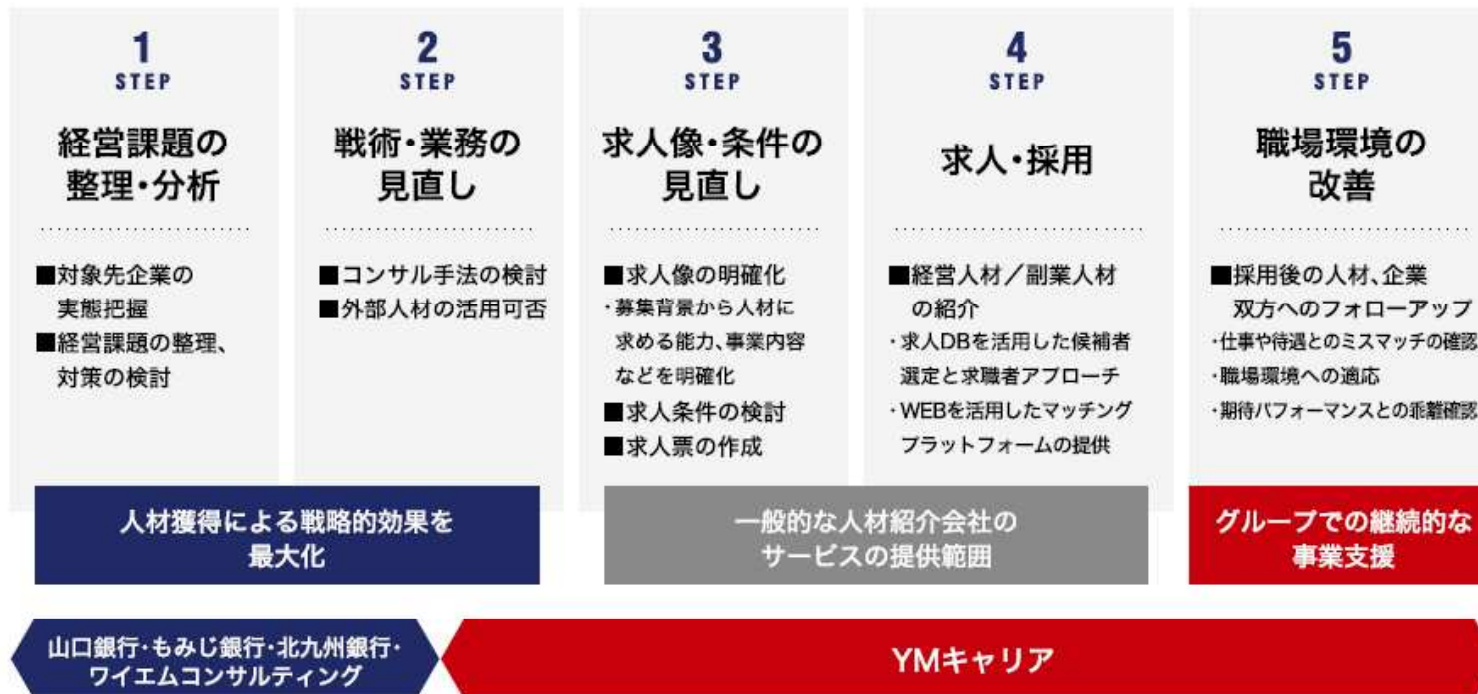 1
STEP
経営課題の
整理・分析
■対象先企業の
実態把握
■経営課題の整理、
対策の検討
2
STEP
戦術・業務の
見直し
■コンサル手法の検討
■外部人材の活用可否
3
STEP
求人像・条件の
見直し
■求人像の明確化
・募集背景から人材に
求める能力、事業内容
などを明確化
■求人条件の検討
■求人票の作成
4
STEP
求人・採用
■経営人材／副業人材
の紹介
・求人DBを活用した候補者
選定と求職者アプローチ
・WEBを活用したマッチング
プラットフォームの提供
5
STEP
職場環境の
改善
■採用後の人材、企業
双方へのフォローアップ
・仕事や待遇とのミスマッチの確認
・職場環境への適応
・期待パフォーマンスとの乖離確認
人材獲得による戦略的効果を
最大化
一般的な人材紹介会社の
サービスの提供範囲
グループでの継続的な
事業支援
山口銀行・もみじ銀行・北九州銀行・
ワイエムコンサルティング
YMキャリア